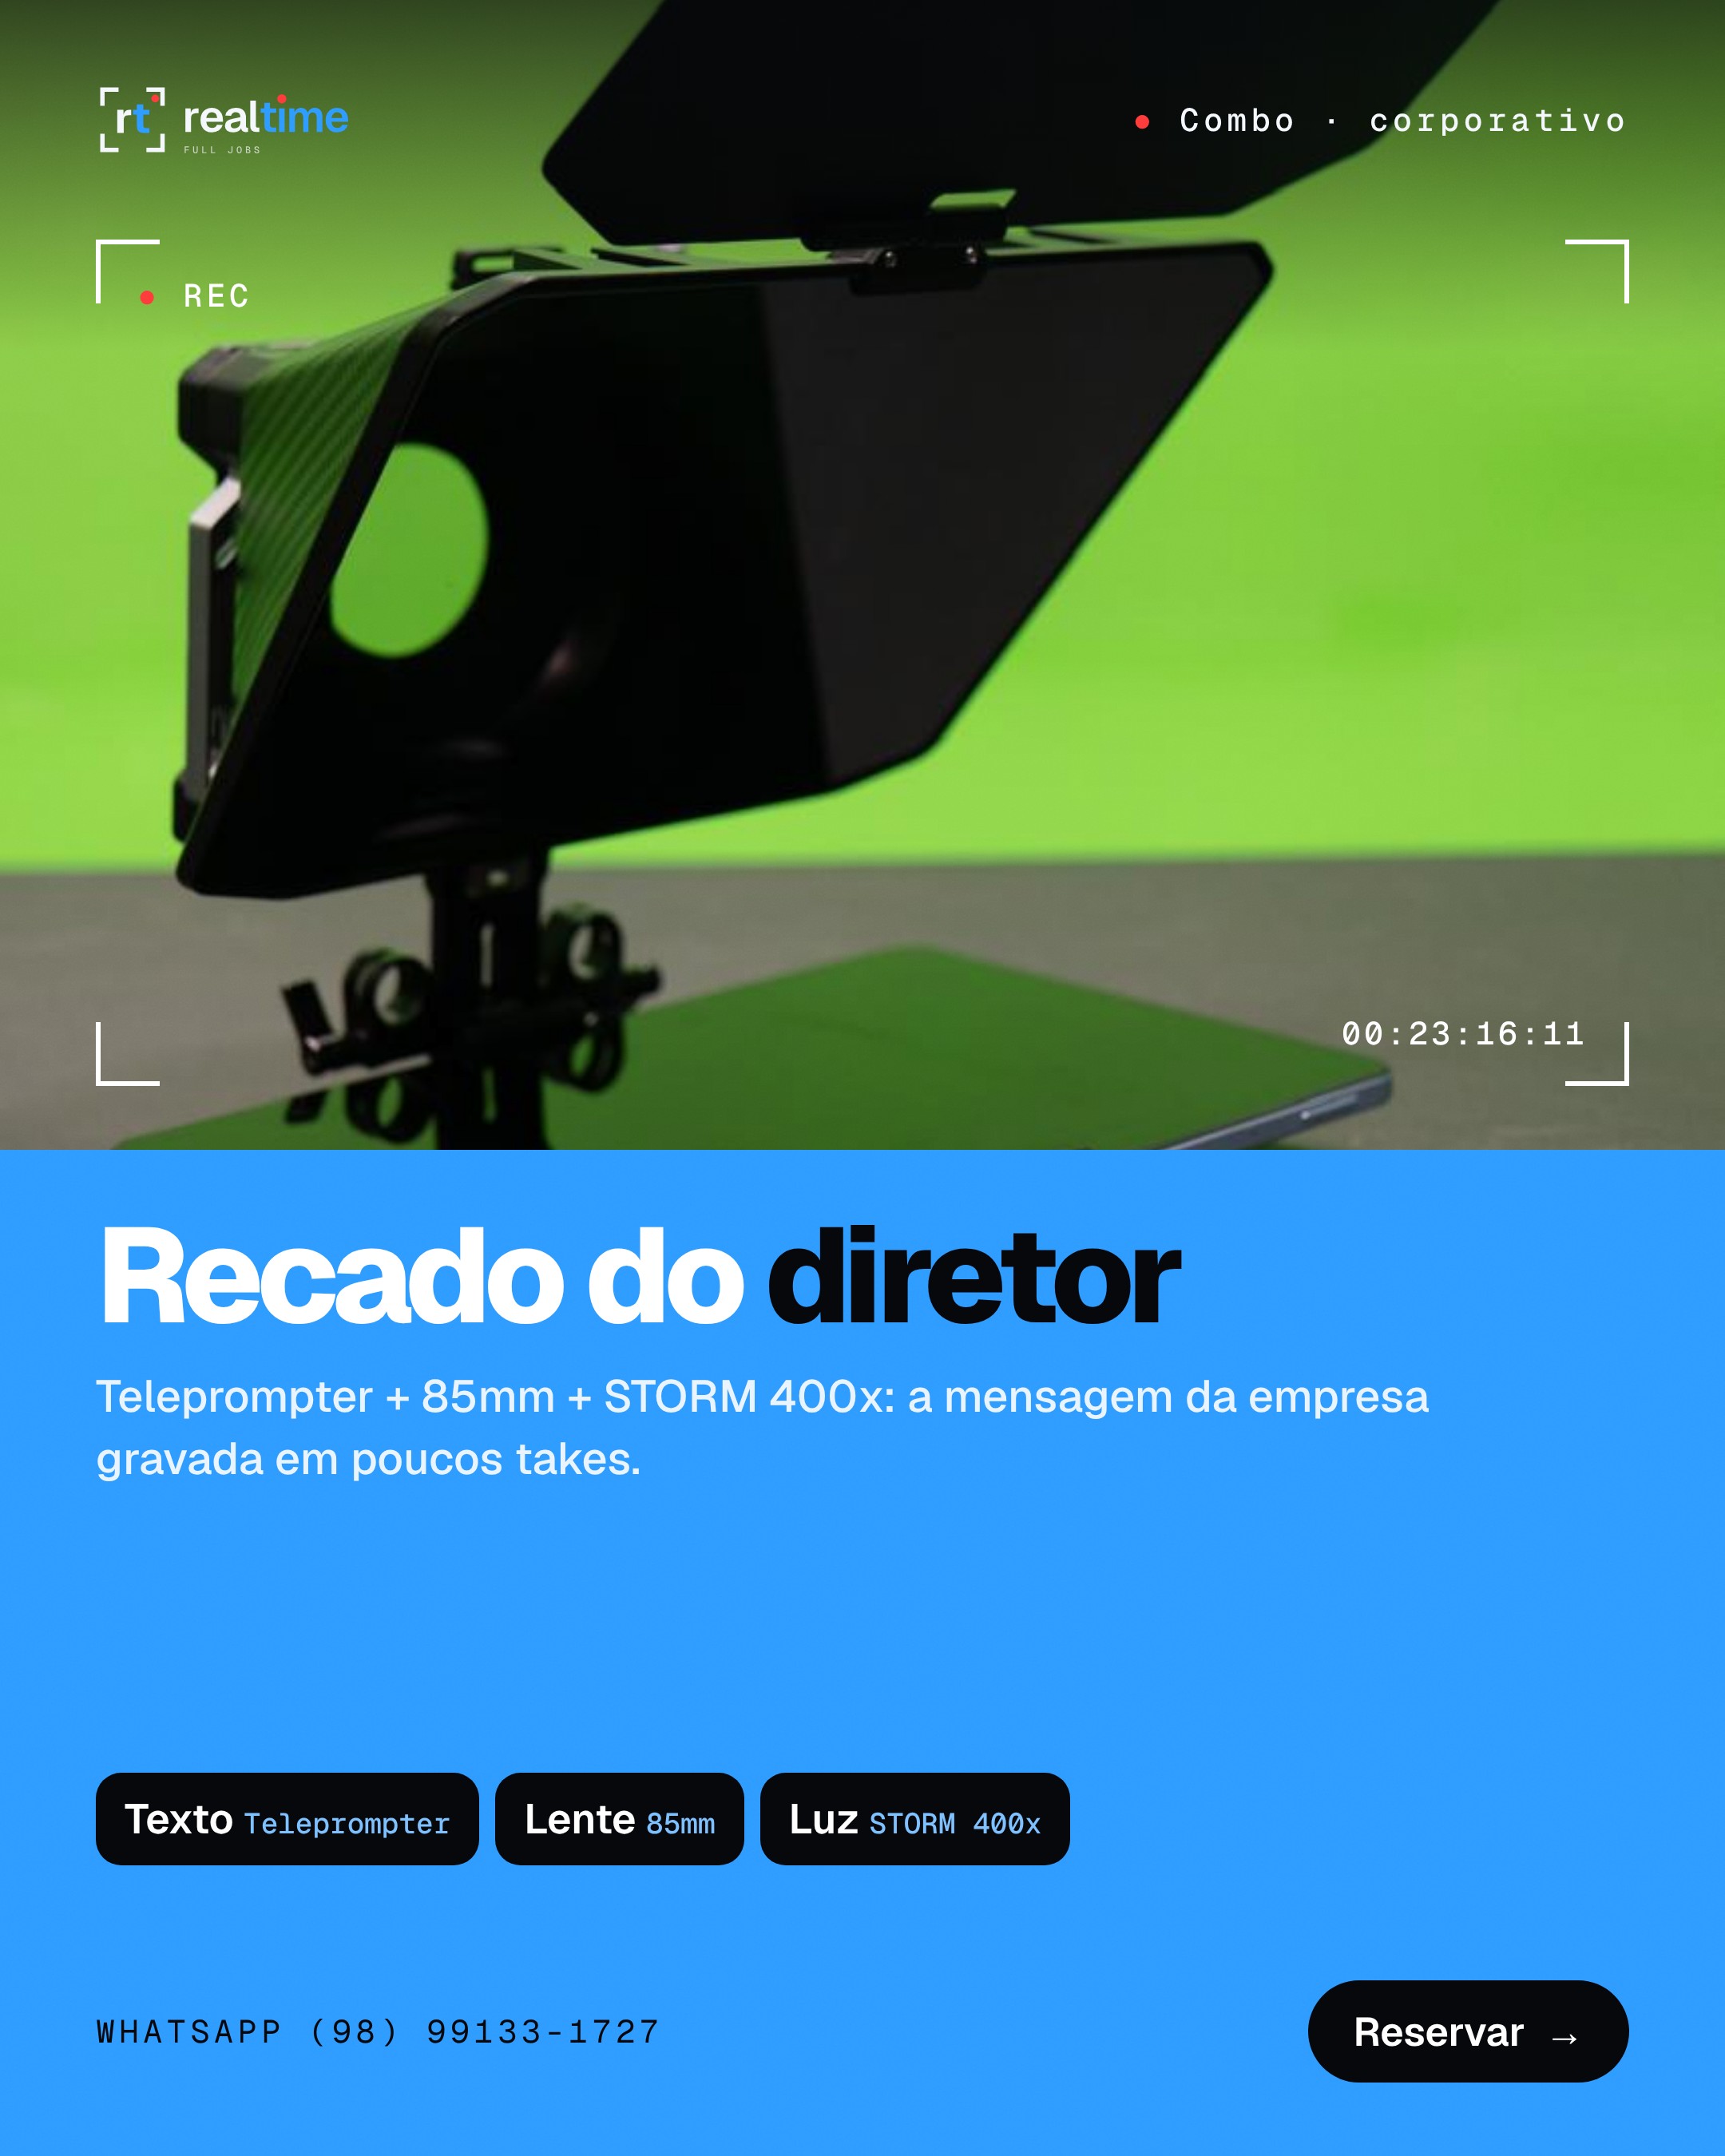 rt realtime
FULL JOBS
Combo · corporativo
REC
00:23:16:11
Recado do diretor
Teleprompter + 85mm + STORM 400x: a mensagem da empresa
gravada em poucos takes.
Texto Teleprompter
Lente 85mm
Luz STORM 400x
WHATSAPP (98) 99133-1727
Reservar →